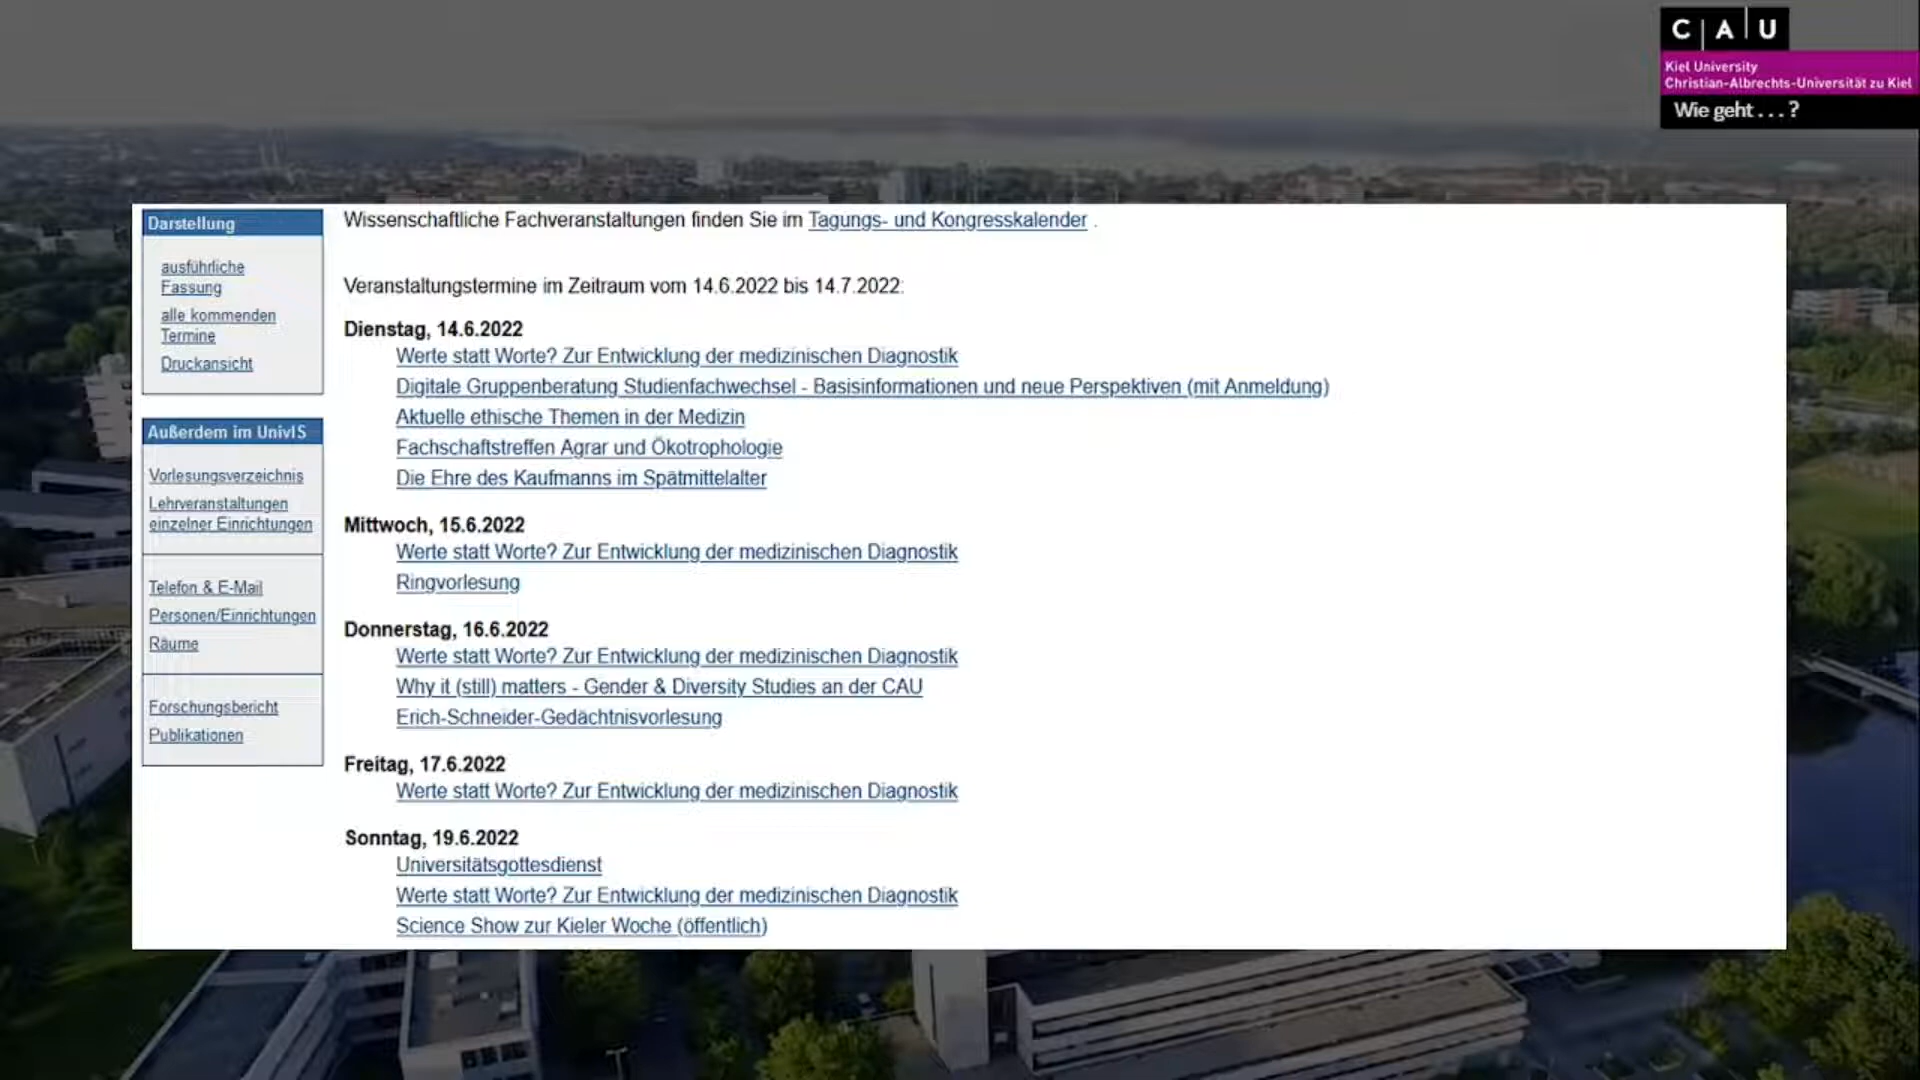 C A U
Kiel University
Christian-Albrechts-Universität zu Kiel
Wie geht . . . ?
Darstellung
ausführliche
Fassung
alle kommenden
Termine
Druckansicht
Außerdem im UnivIS
Vorlesungsverzeichnis
Lehrveranstaltungen
einzelner Einrichtungen
Telefon & E-Mail
Personen/Einrichtungen
Räume
Forschungsbericht
Publikationen
Wissenschaftliche Fachveranstaltungen finden Sie im Tagungs- und Kongresskalender .
Veranstaltungstermine im Zeitraum vom 14.6.2022 bis 14.7.2022:
Dienstag, 14.6.2022
Werte statt Worte? Zur Entwicklung der medizinischen Diagnostik
Digitale Gruppenberatung Studienfachwechsel - Basisinformationen und neue Perspektiven (mit Anmeldung)
Aktuelle ethische Themen in der Medizin
Fachschaftstreffen Agrar und Ökotrophologie
Die Ehre des Kaufmanns im Spätmittelalter
Mittwoch, 15.6.2022
Werte statt Worte? Zur Entwicklung der medizinischen Diagnostik
Ringvorlesung
Donnerstag, 16.6.2022
Werte statt Worte? Zur Entwicklung der medizinischen Diagnostik
Why it (still) matters - Gender & Diversity Studies an der CAU
Erich-Schneider-Gedächtnisvorlesung
Freitag, 17.6.2022
Werte statt Worte? Zur Entwicklung der medizinischen Diagnostik
Sonntag, 19.6.2022
Universitätsgottesdienst
Werte statt Worte? Zur Entwicklung der medizinischen Diagnostik
Science Show zur Kieler Woche (öffentlich)